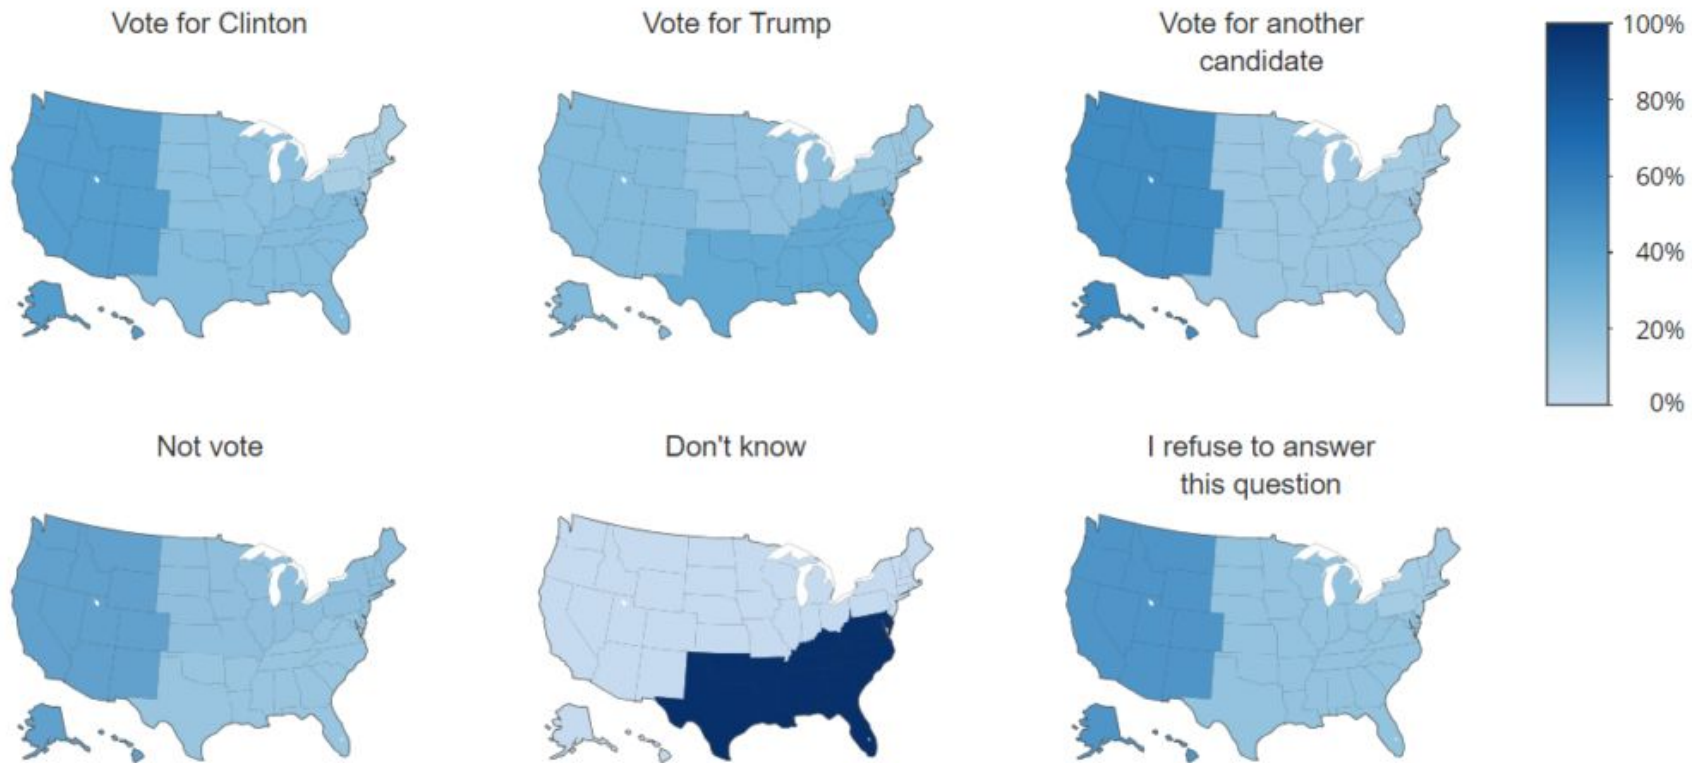 Vote for Clinton
Vote for Trump
Vote for another
candidate
100%
80%
60%
40%
20%
0%
Not vote
Don't know
I refuse to answer
this question